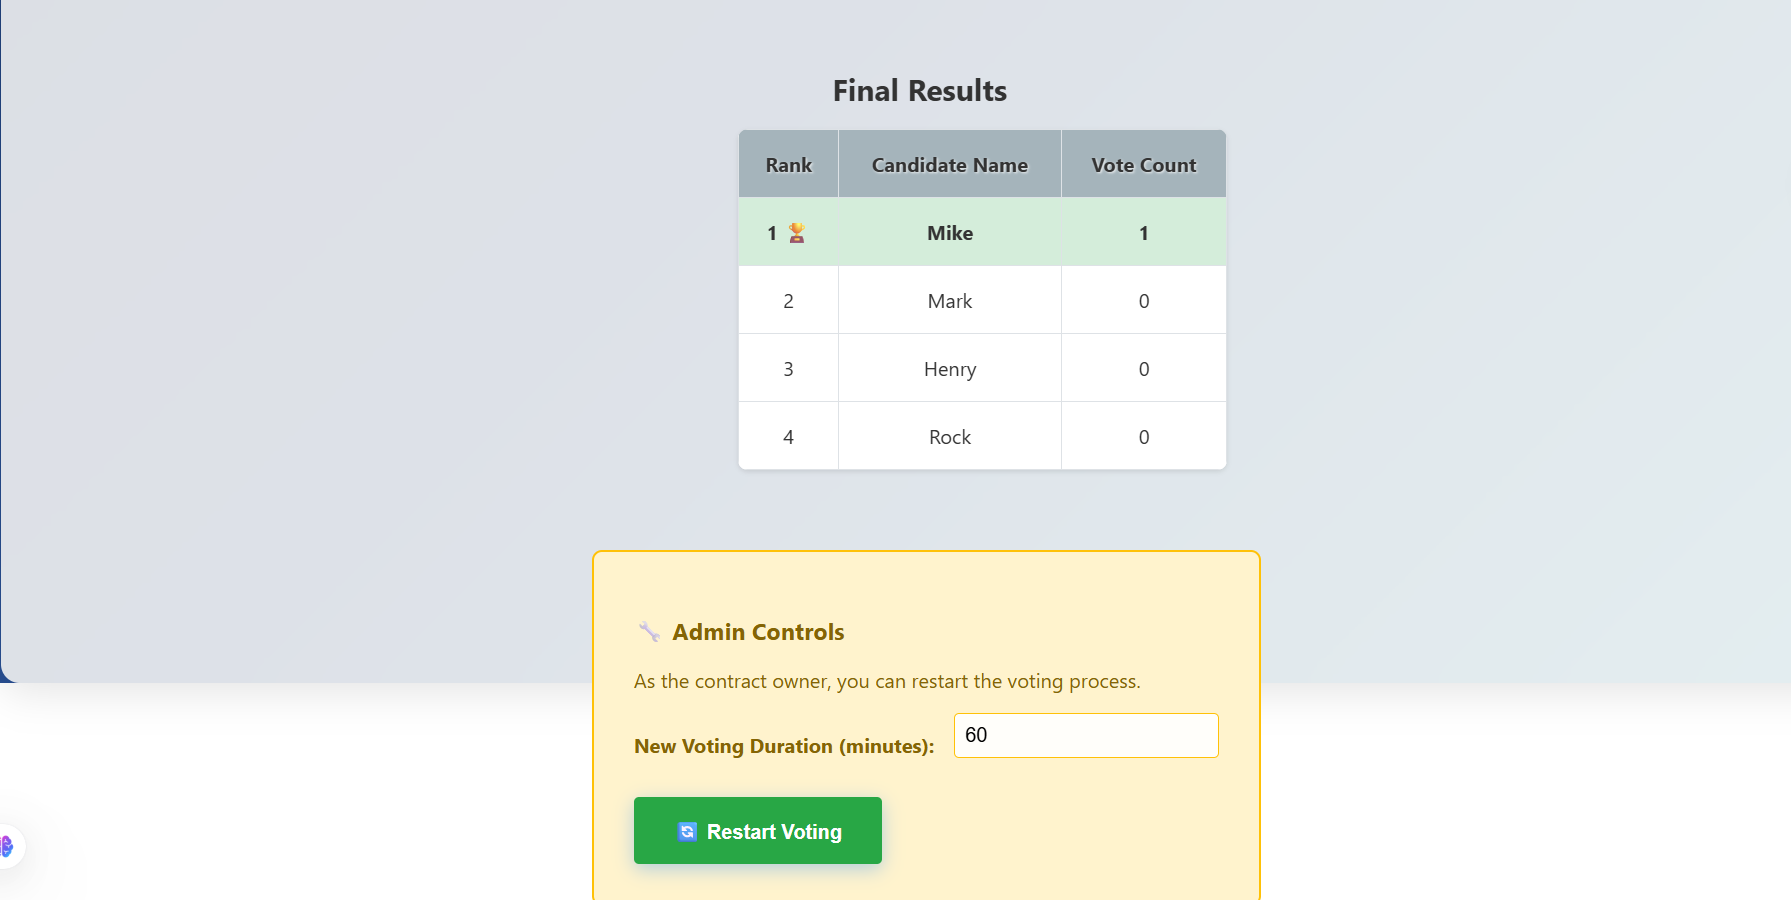 Final Results
Rank Candidate Name Vote Count
1 🏆 Mike 1
2 Mark 0
3 Henry 0
4 Rock 0
🔧 Admin Controls
As the contract owner, you can restart the voting process.
New Voting Duration (minutes): 60
🔄 Restart Voting